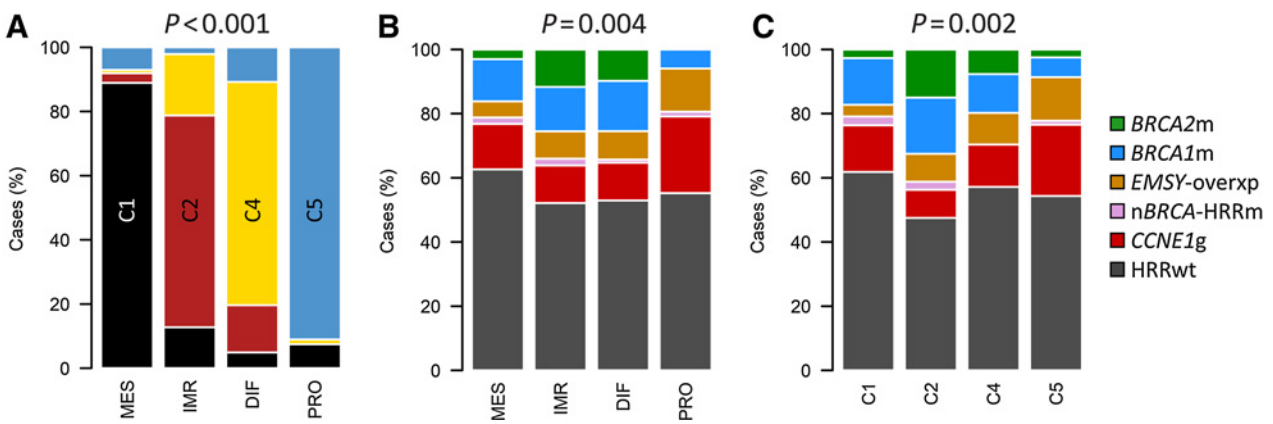 A
P < 0.001
Cases (%)
100
80
60
40
20
0
C1
C2
C4
C5
MES
IMR
DIF
PRO
B
P = 0.004
Cases (%)
100
80
60
40
20
0
MES
IMR
DIF
PRO
C
P = 0.002
Cases (%)
100
80
60
40
20
0
C1
C2
C4
C5
BRCA2m
BRCA1m
EMSY-overxp
nBRCA-HRRm
CCNE1g
HRRwt